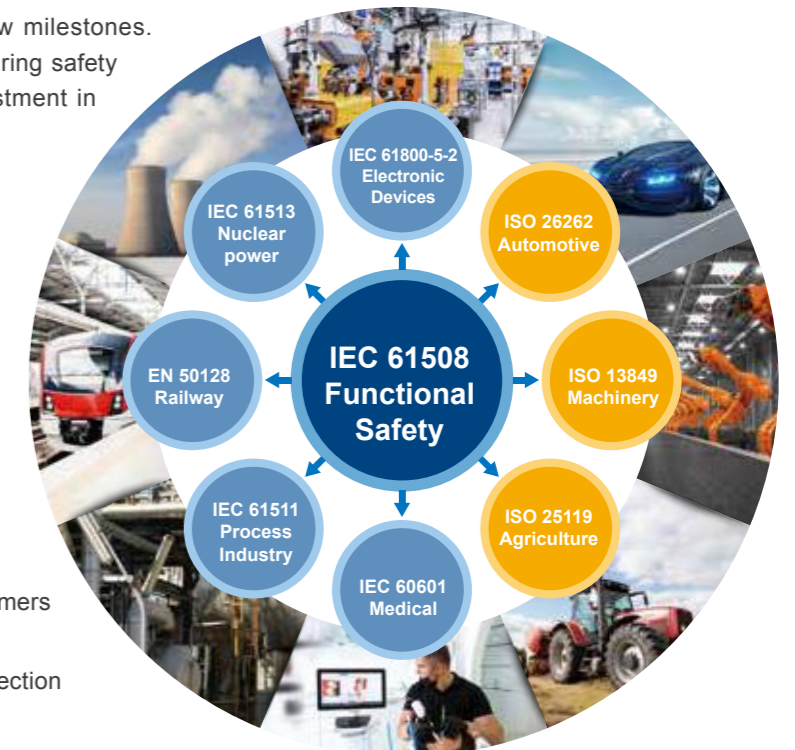 w milestones.
ring safety
stment in
IEC 61800-5-2
Electronic
Devices
ISO 26262
Automotive
ISO 13849
Machinery
ISO 25119
Agriculture
IEC 60601
Medical
IEC 61511
Process
Industry
EN 50128
Railway
IEC 61513
Nuclear
power
IEC 61508
Functional
Safety
mers
ection